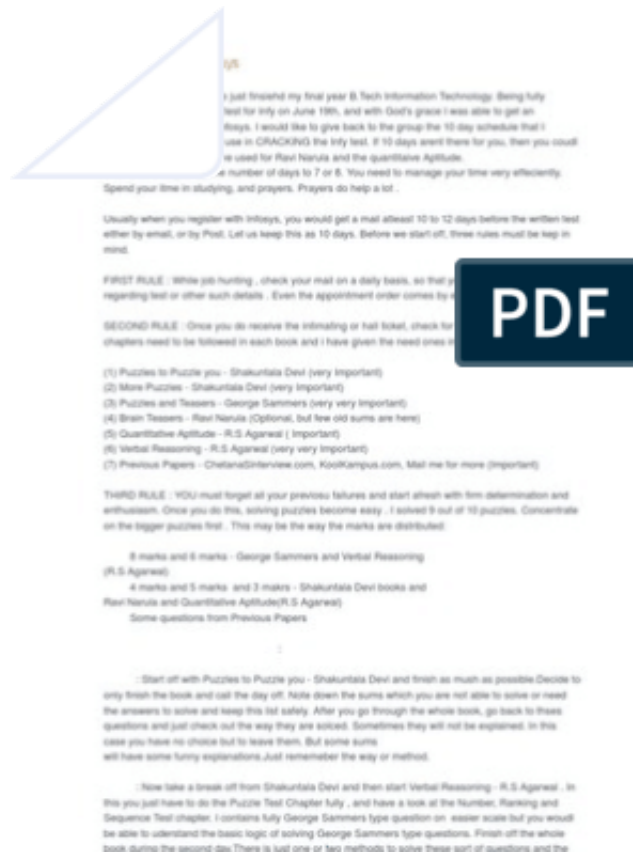 ays
just finsiehd my final year B.Tech Information Technology. Being fully
test for Infy on June 19th, and with God's grace I was able to get an
Infosys. I would like to give back to the group the 10 day schedule that I
use in CRACKING the Infy test. If 10 days arent there for you, then you coudl
used for Ravi Narula and the quantitaive Aptitude.
number of days to 7 or 8. You need to manage your time very effeciently.
Spend your time in studying, and prayers. Prayers do help a lot .
Usually when you register with Infosys, you would get a mail atleast 10 to 12 days before the written test
either by email, or by Post. Let us keep this as 10 days. Before we start off, three rules must be kep in
mind.
FIRST RULE : While job hunting , check your mail on a daily basis, so that
regarding test or other such details . Even the appointment order comes by
PDF
SECOND RULE : Once you do receive the intimating or hall ticket, check for
chapters need to be followed in each book and i have given the need ones
(1) Puzzles to Puzzle you - Shakuntala Devi (very Important)
(2) More Puzzles - Shakuntala Devi (very Important)
(3) Puzzles and Teasers - George Sammers (very very Important)
(4) Brain Teasers - Ravi Narula (Optional, but few old sums are here)
(5) Quantitative Aptitude - R.S Agarwal ( Important)
(6) Verbal Reasoning - R.S Agarwal (very very Important)
(7) Previous Papers - ChetanaSInterview.com, KoolKampus.com, Mail me for more (Important)
THIRD RULE : YOU must forget all your previosu failures and start afresh with firm determination and
enthusiasm. Once you do this, solving puzzles become easy . I solved 9 out of 10 puzzles. Concentrate
on the bigger puzzles first . This may be the way the marks are distributed:
8 marks and 6 marks - George Sammers and Verbal Reasoning
(R.S Agarwal)
4 marks and 5 marks and 3 makrs - Shakuntala Devi books and
Ravi Narula and Quantitative Aptitude(R.S Agarwal)
Some questions from Previous Papers
:
: Start off with Puzzles to Puzzle you - Shakuntala Devi and finish as mush as possible.Decide to
only finish the book and call the day off. Note down the sums which you are not able to solve or need
the answers to solve and keep this list safely. After you go through the whole book, go back to thses
questions and just check out the way they are solced. Sometimes they will not be explained. In this
case you have no choice but to leave them. But some sums
will have some funny explanations.Just rememeber the way or method.
: Now take a break off from Shakuntala Devi and then start Verbal Reasoning - R.S Agarwal . In
this you just have to do the Puzzle Test Chapter fully , and have a look at the Number, Ranking and
Sequence Test chapter. I contains fully George Sammers type question on easier scale but you woudl
be able to uderstand the basic logic of solving George Sammers type questions. Finish off the whole
book during the second day.There is just one or two methods to solve these sort of questions and the